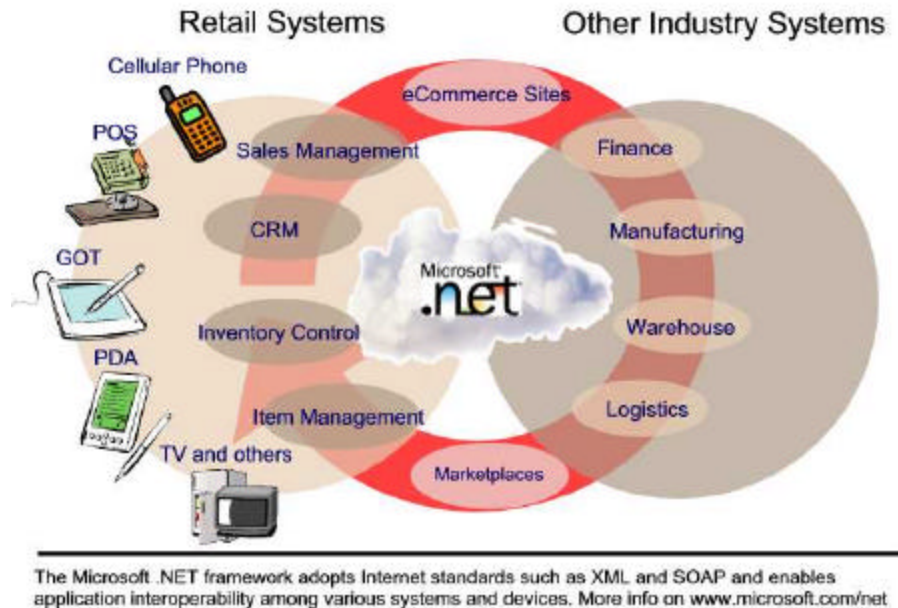 Retail Systems
Other Industry Systems
Cellular Phone
eCommerce Sites
POS
Sales Management
Finance
CRM
Manufacturing
GOT
Microsoft
.net
Inventory Control
Warehouse
PDA
Item Management
Logistics
TV and others
Marketplaces
The Microsoft .NET framework adopts Internet standards such as XML and SOAP and enables
application interoperability among various systems and devices. More info on www.microsoft.com/net